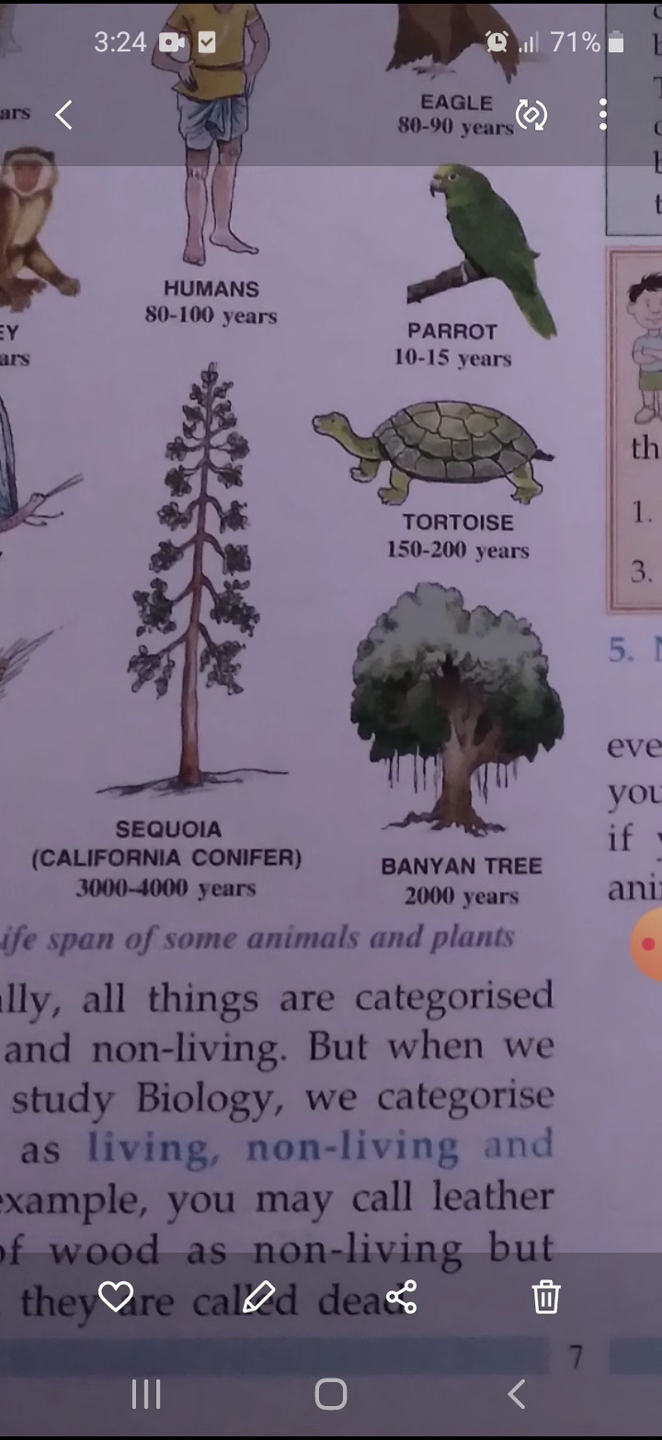 3:24
71%
ars
EAGLE
80-90 years
HUMANS
80-100 years
PARROT
10-15 years
EY
ars
TORTOISE
150-200 years
SEQUOIA
(CALIFORNIA CONIFER)
3000-4000 years
BANYAN TREE
2000 years
ife span of some animals and plants
lly, all things are categorised
and non-living. But when we
study Biology, we categorise
as living, non-living and
example, you may call leather
of wood as non-living but
they are called dead
7
th
1.
3.
5.
eve
you
if
ani